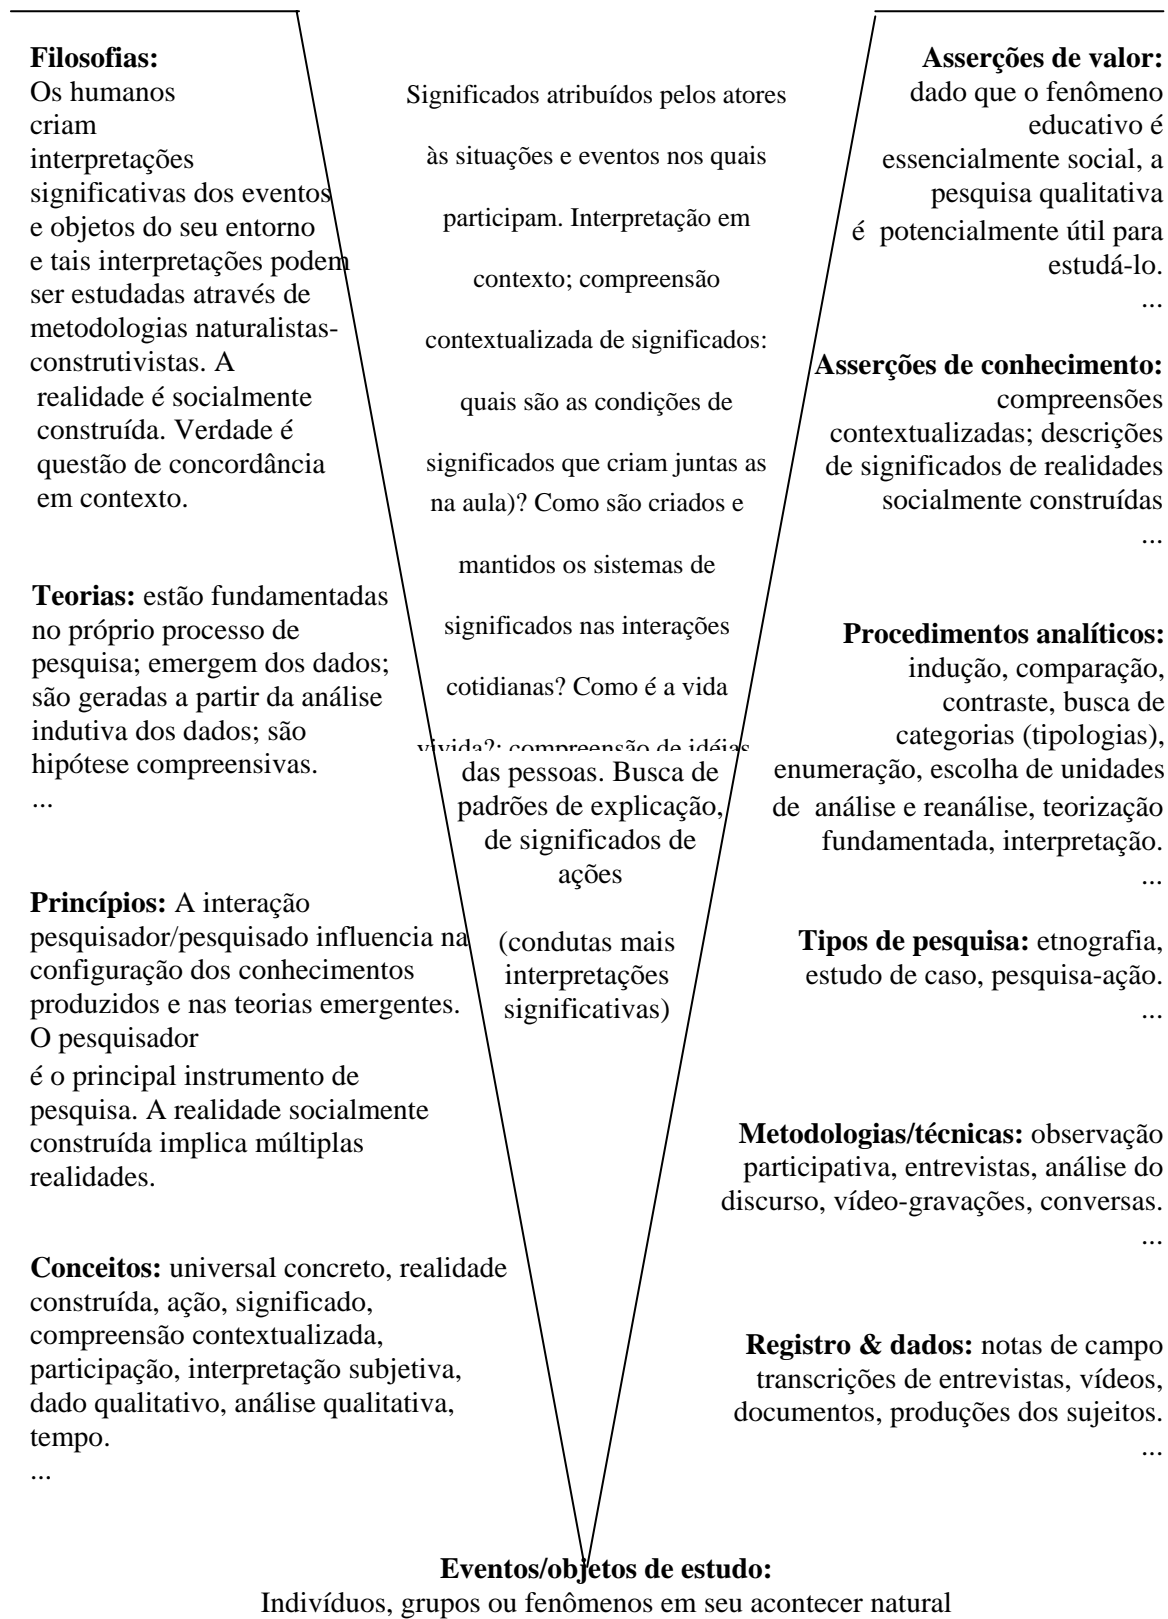 Filosofias:
Os humanos
criam
interpretações
significativas dos eventos
e objetos do seu entorno
e tais interpretações podem
ser estudadas através de
metodologias naturalistas-
construtivistas. A
realidade é socialmente
construída. Verdade é
questão de concordância
em contexto.
Teorias: estão fundamentadas
no próprio processo de
pesquisa; emergem dos dados;
são geradas a partir da análise
indutiva dos dados; são
hipótese compreensivas.
...
Princípios: A interação
pesquisador/pesquisado influencia na
configuração dos conhecimentos
produzidos e nas teorias emergentes.
O pesquisador
é o principal instrumento de
pesquisa. A realidade socialmente
construída implica múltiplas
realidades.
Conceitos: universal concreto, realidade
construída, ação, significado,
compreensão contextualizada,
participação, interpretação subjetiva,
dado qualitativo, análise qualitativa,
tempo.
...
Significados atribuídos pelos atores
às situações e eventos nos quais
participam. Interpretação em
contexto; compreensão
contextualizada de significados:
quais são as condições de
significados que criam juntas as
na aula)? Como são criados e
mantidos os sistemas de
significados nas interações
cotidianas? Como é a vida
vivida?; compreensão de idéias
das pessoas. Busca de
padrões de explicação,
de significados de
ações
(condutas mais
interpretações
significativas)
Asserções de valor:
dado que o fenômeno
educativo é
essencialmente social, a
pesquisa qualitativa
é potencialmente útil para
estudá-lo.
...
Asserções de conhecimento:
compreensões
contextualizadas; descrições
de significados de realidades
socialmente construídas
...
Procedimentos analíticos:
indução, comparação,
contraste, busca de
categorias (tipologias),
enumeração, escolha de unidades
de análise e reanálise, teorização
fundamentada, interpretação.
...
Tipos de pesquisa: etnografia,
estudo de caso, pesquisa-ação.
...
Metodologias/técnicas: observação
participativa, entrevistas, análise do
discurso, vídeo-gravações, conversas.
...
Registro & dados: notas de campo
transcrições de entrevistas, vídeos,
documentos, produções dos sujeitos.
...
Eventos/objetos de estudo:
Indivíduos, grupos ou fenômenos em seu acontecer natural